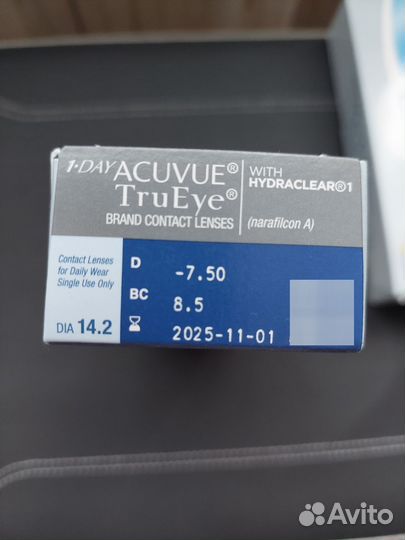 1·DAY ACUVUE® WITH
TruEye® HYDRACLEAR®1
BRAND CONTACT LENSES (narafilcon A)
Contact Lenses
for Daily Wear
Single Use Only
DIA 14.2
D -7.50
BC 8.5
2025-11-01
Avito